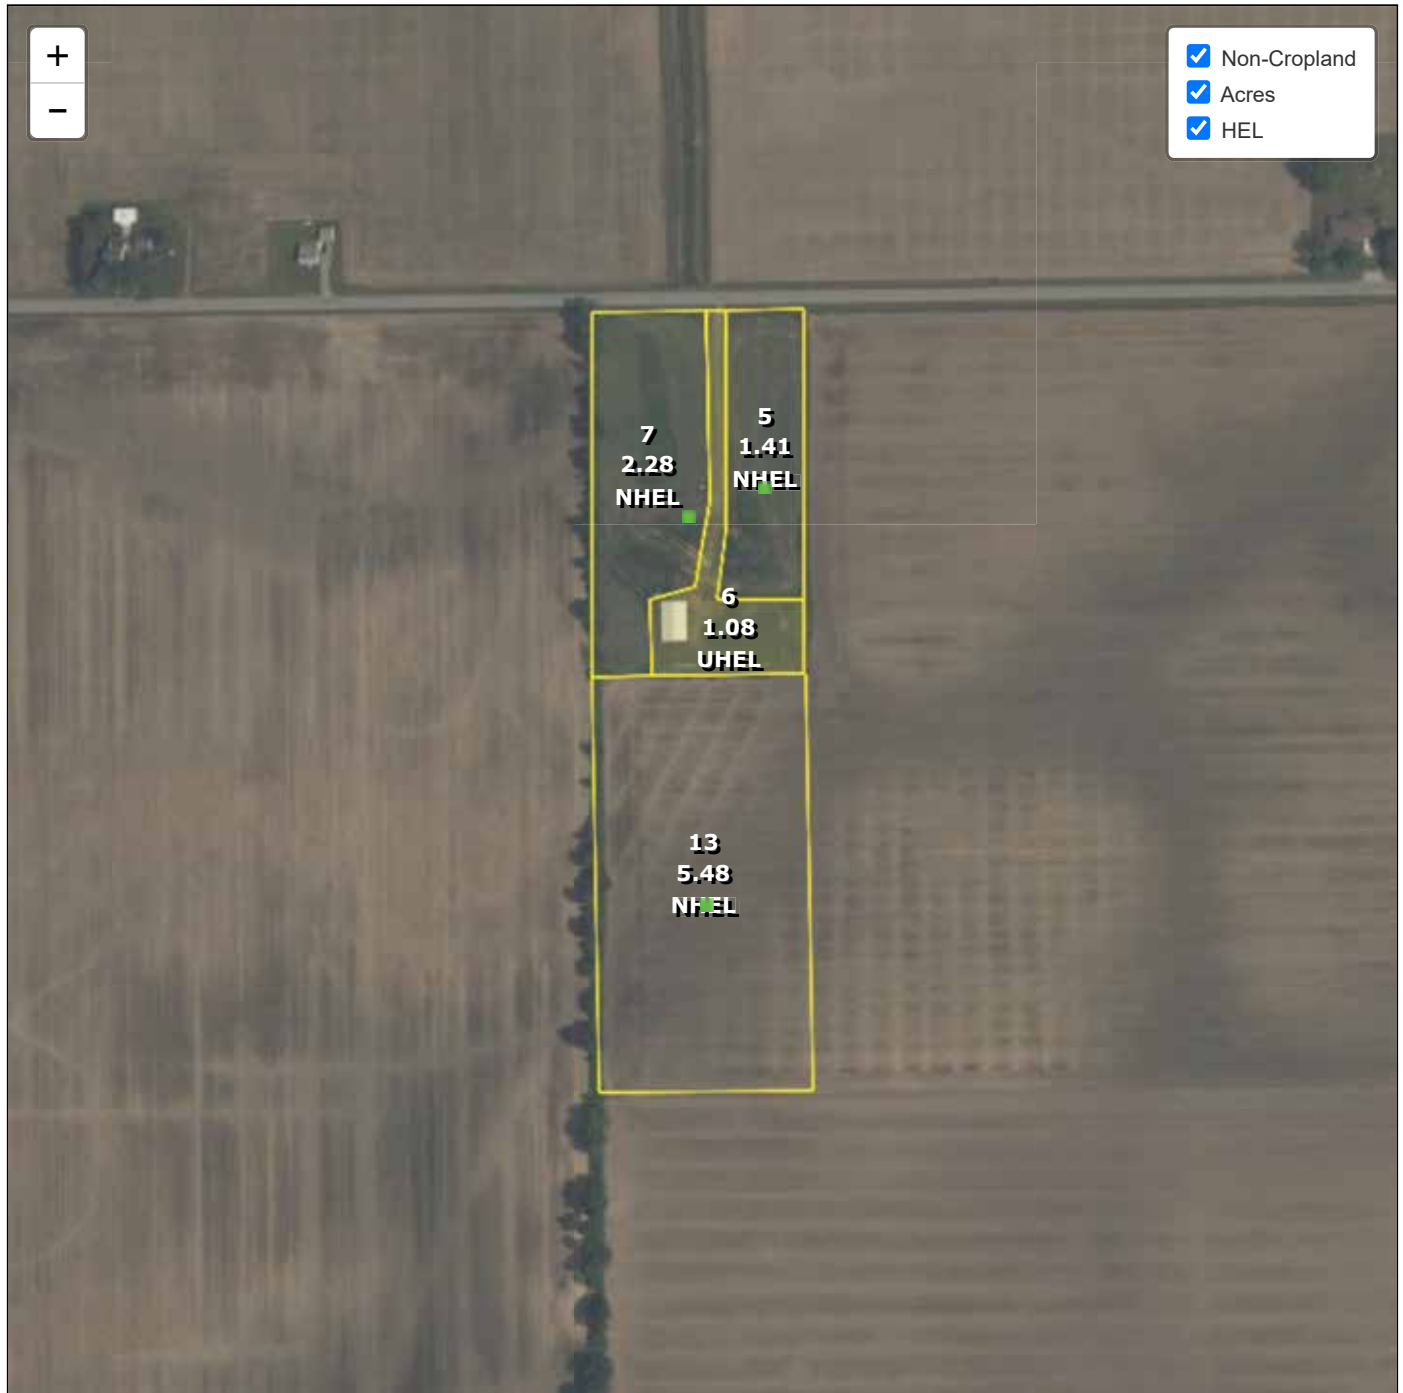 +
−
Non-Cropland
Acres
HEL
7
2.28
NHEL
5
1.41
NHEL
6
1.08
UHEL
13
5.48
NHEL